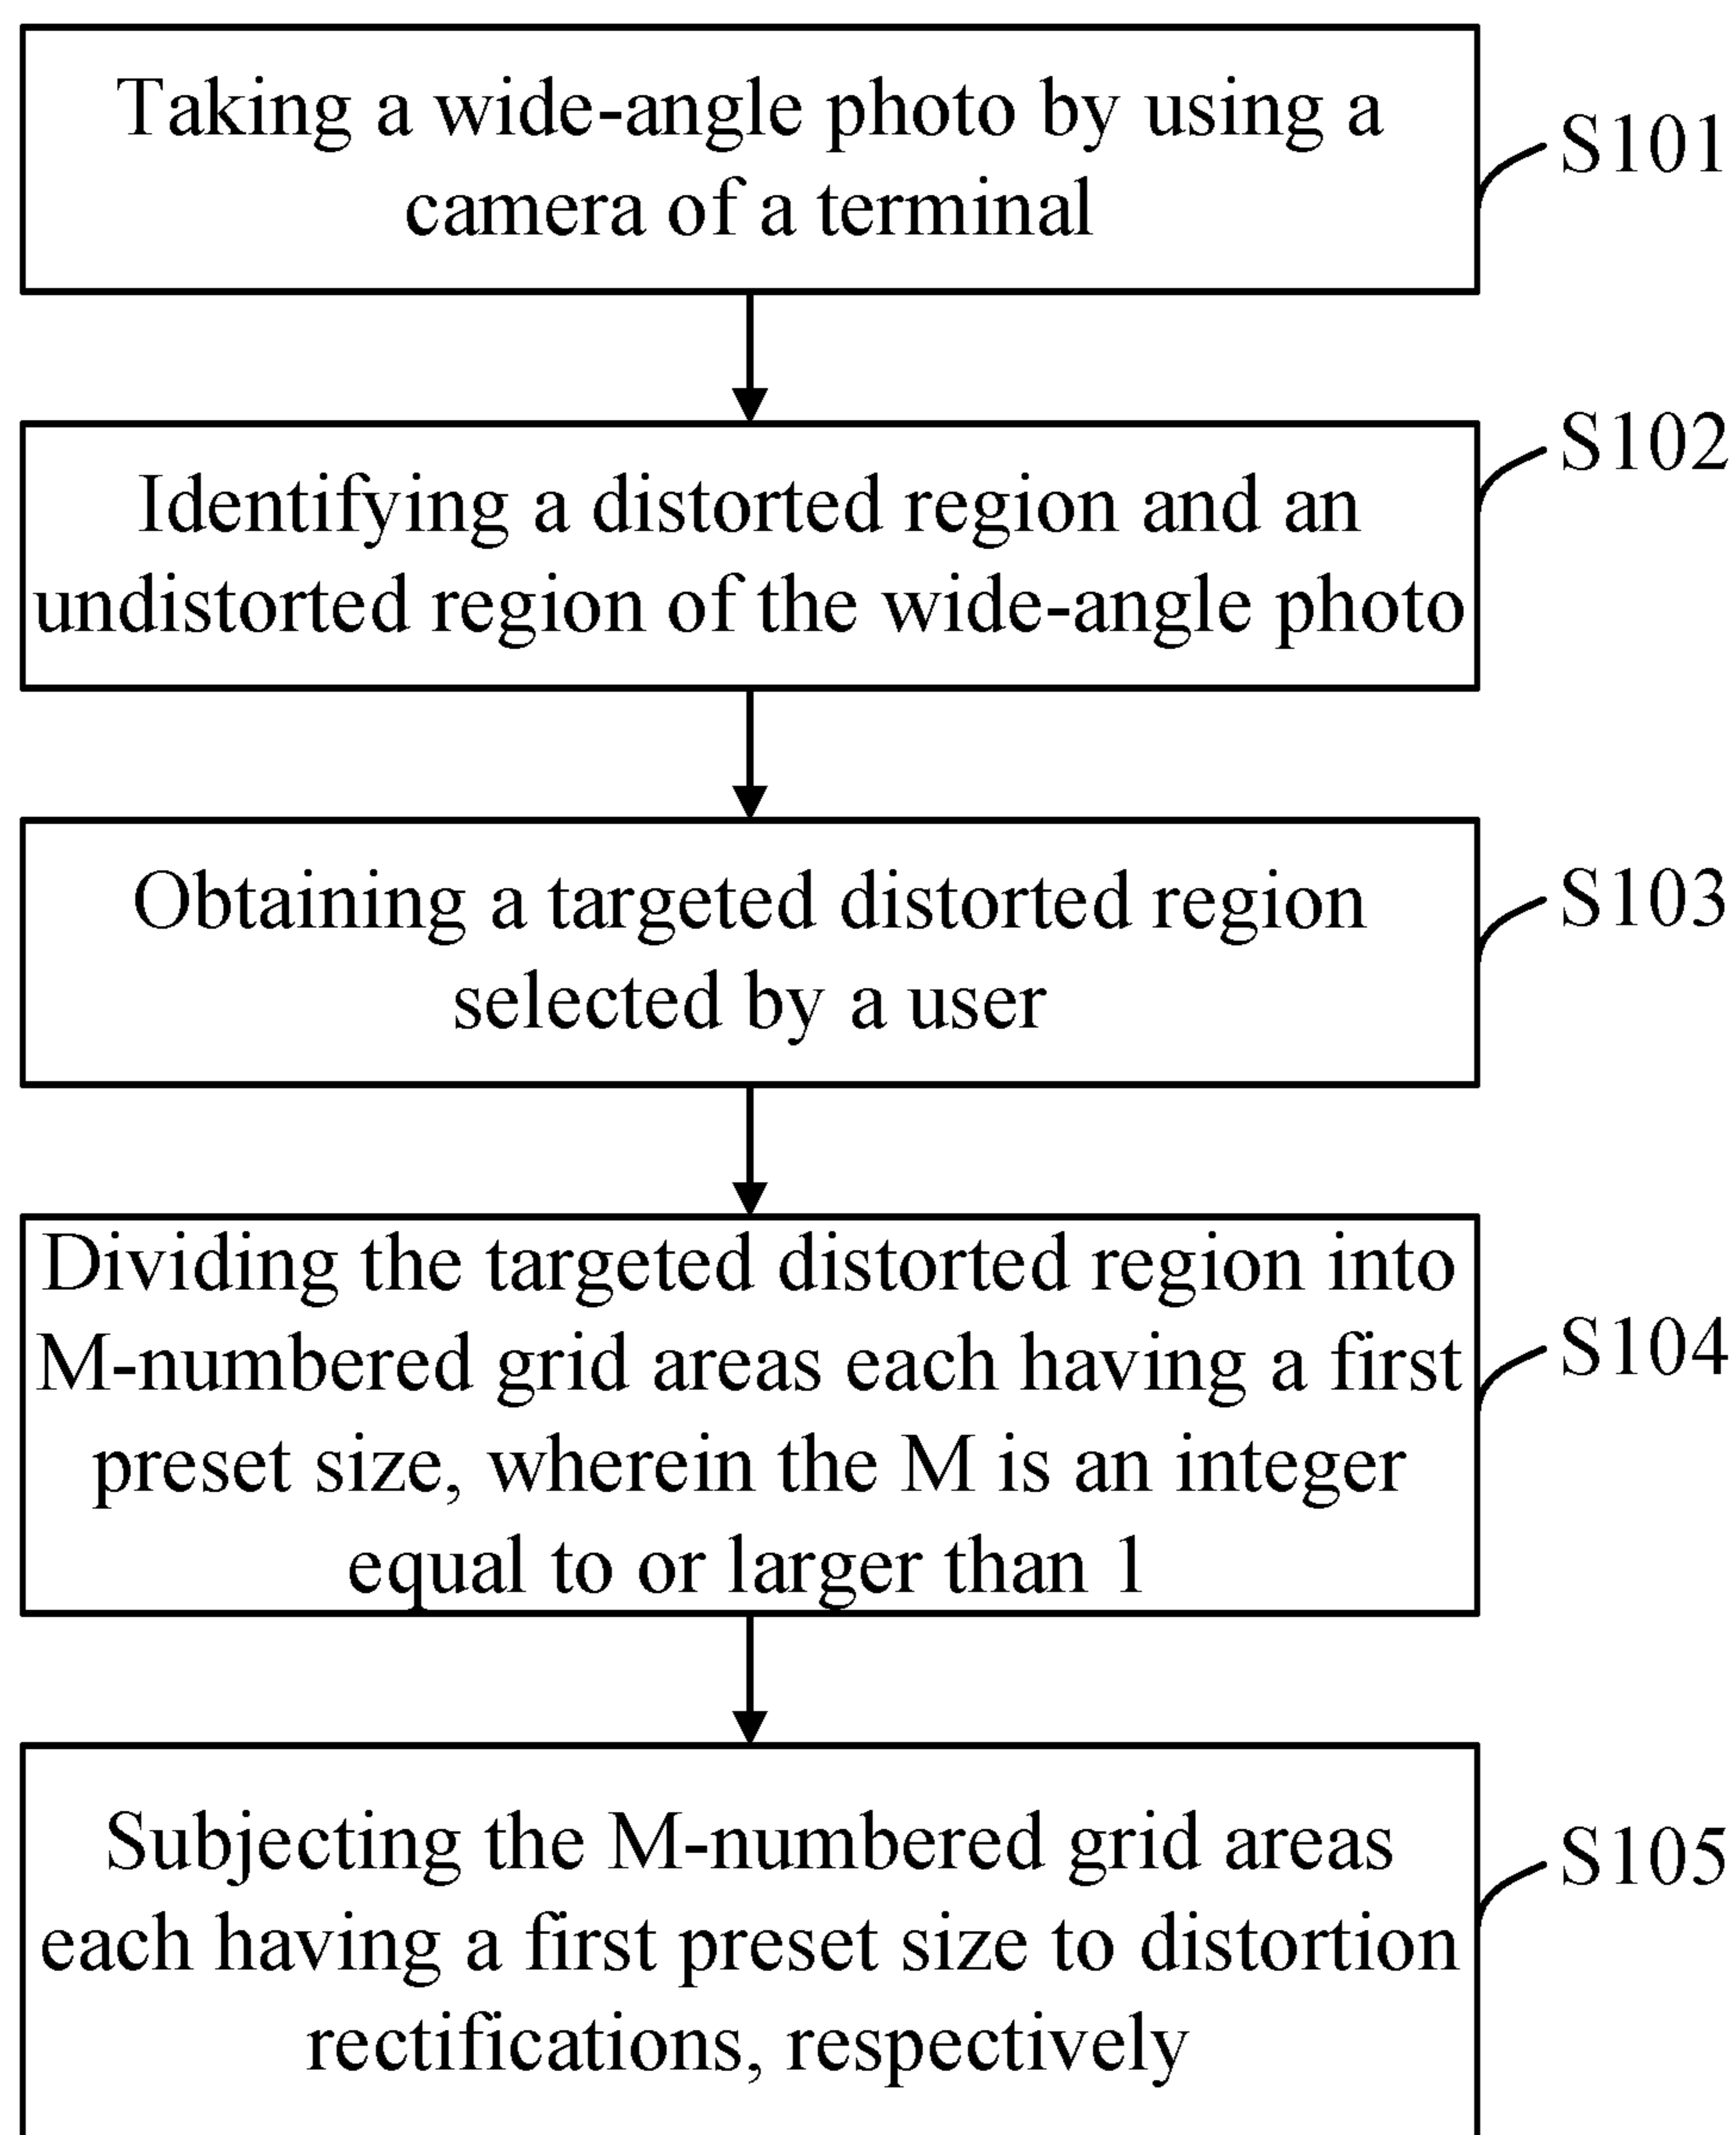 Taking a wide-angle photo by using a
camera of a terminal
S101
Identifying a distorted region and an
undistorted region of the wide-angle photo
S102
Obtaining a targeted distorted region
selected by a user
S103
Dividing the targeted distorted region into
M-numbered grid areas each having a first
preset size, wherein the M is an integer
equal to or larger than 1
S104
Subjecting the M-numbered grid areas
each having a first preset size to distortion
rectifications, respectively
S105